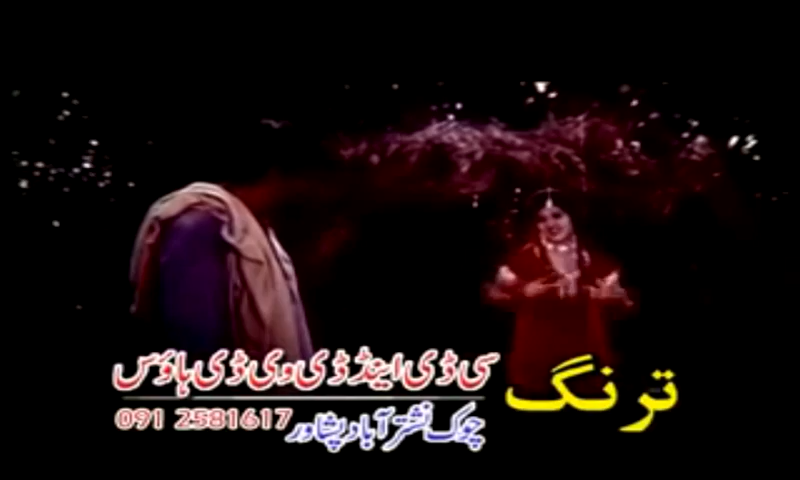 ترنگ
سی ڈی اینڈ ڈی وی ڈی ہاؤس
چوک نشتر آباد پشاور 091 2581617